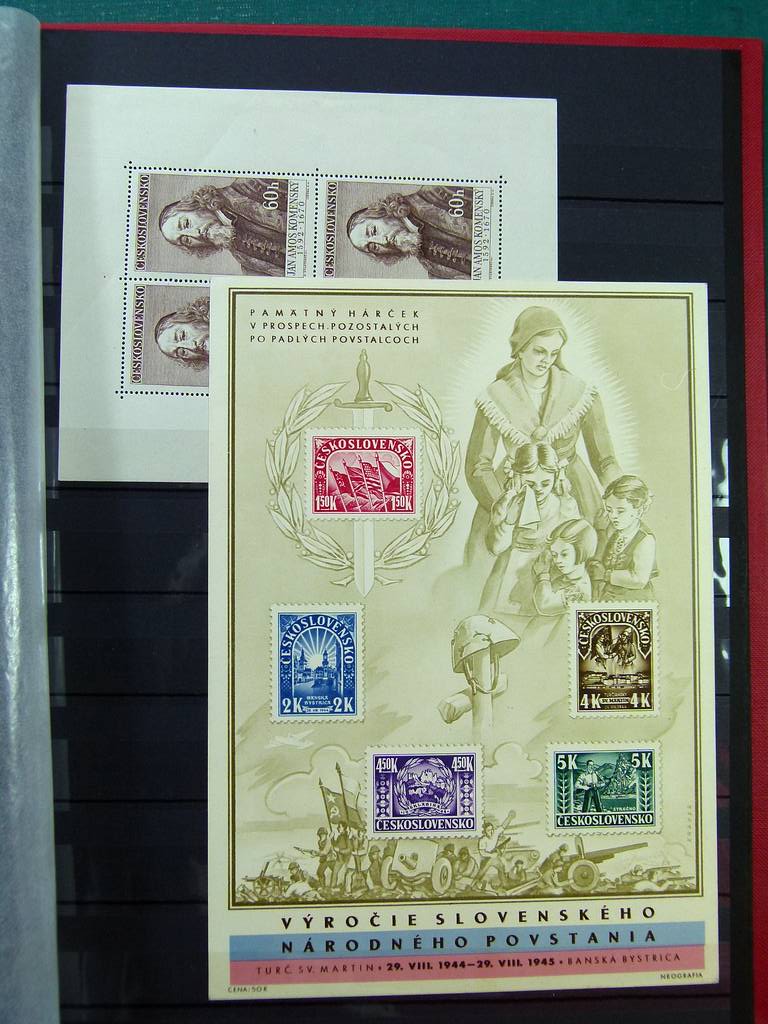 ČESKOSLOVENSKO
60h
JAN AMOS KOMENSKÝ
1592-1670
ČESKOSLOVENSKO
60h
JAN AMOS KOMENSKÝ
1592-1670
ČESKOSLOVENSKO
PAMÄTNÝ HÁRČEK
V PROSPECH POZOSTALÝCH
PO PADLÝCH POVSTALCOCH
ČESKOSLOVENSKO
1'50K 1'50K
ČESKOSLOVENSKO
BANSKÁ
BYSTRICA
2K 2K
ČESKOSLOVENSKO
4K 4K
TURČIANSKY
SV. MARTIN
4'50K 4'50K
ČESKOSLOVENSKO
5K 5K
STREČNO
ČESKOSLOVENSKO
VÝROČIE SLOVENSKÉHO
NÁRODNÉHO POVSTANIA
TURČ. SV. MARTIN • 29. VIII. 1944—29. VIII. 1945 • BANSKÁ BYSTRICA
CENA/50 K
NEOGRAFIA